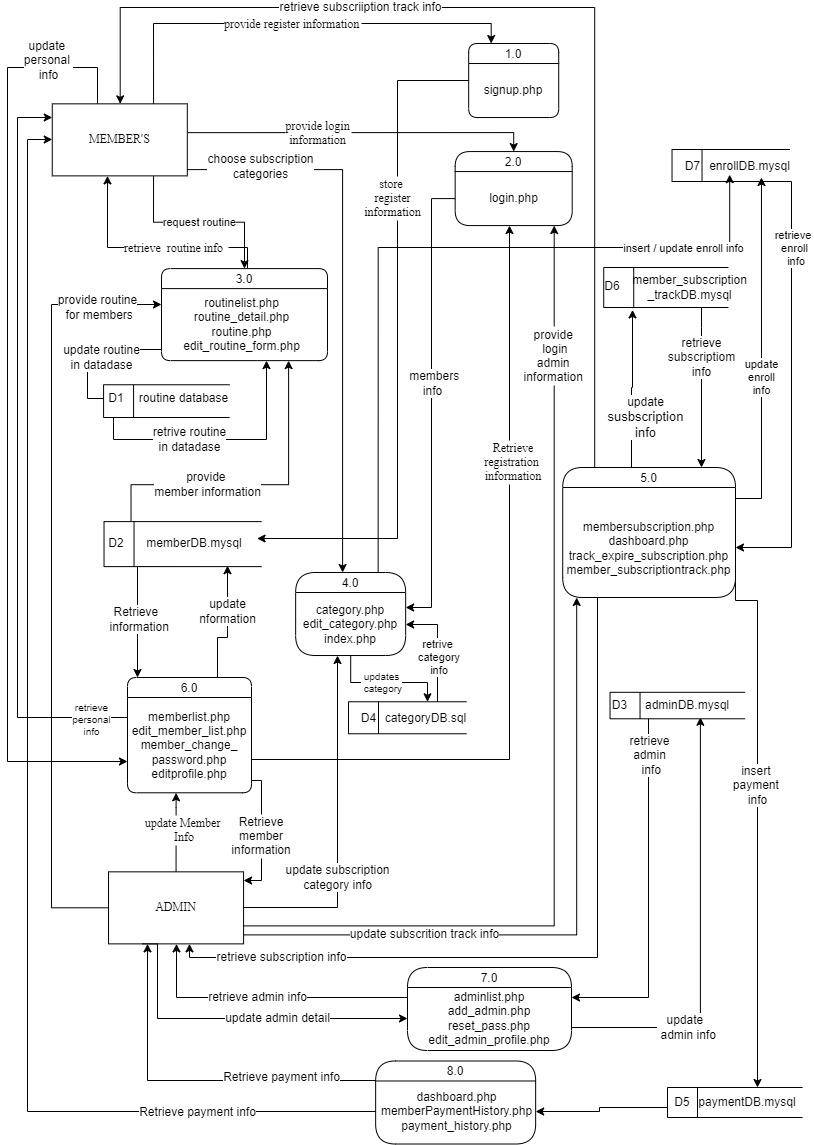 retrieve subscriiption track info
provide register information
update
personal
info
1.0
signup.php
MEMBER'S
provide login
information
2.0
login.php
choose subscription
categories
D7
enrollDB.mysql
store
register
information
request routine
retrieve routine info
insert / update enroll info
retrieve
enroll
info
3.0
routinelist.php
routine_detail.php
routine.php
edit_routine_form.php
D6
member_subscription
_trackDB.mysql
provide routine
for members
update routine
in datadase
provide
login
admin
information
retrieve
subscriptiom
info
members
info
update
enroll
info
D1
routine database
update
susbscription
info
retrive routine
in datadase
Retrieve
registration
information
provide
member information
5.0
membersubscription.php
dashboard.php
track_expire_subscription.php
member_subscriptiontrack.php
D2
memberDB.mysql
4.0
category.php
edit_category.php
index.php
Retrieve
information
update
nformation
retrive
category
info
updates
category
6.0
memberlist.php
edit_member_list.php
member_change_
password.php
editprofile.php
retrieve
personal
info
D4
categoryDB.sql
D3
adminDB.mysql
retrieve
admin
info
insert
payment
info
update Member
Info
Retrieve
member
information
update subscription
category info
ADMIN
update subscrition track info
retrieve subscription info
7.0
adminlist.php
add_admin.php
reset_pass.php
edit_admin_profile.php
retrieve admin info
update admin detail
update
admin info
8.0
dashboard.php
memberPaymentHistory.php
payment_history.php
Retrieve payment info
Retrieve payment info
D5
paymentDB.mysql